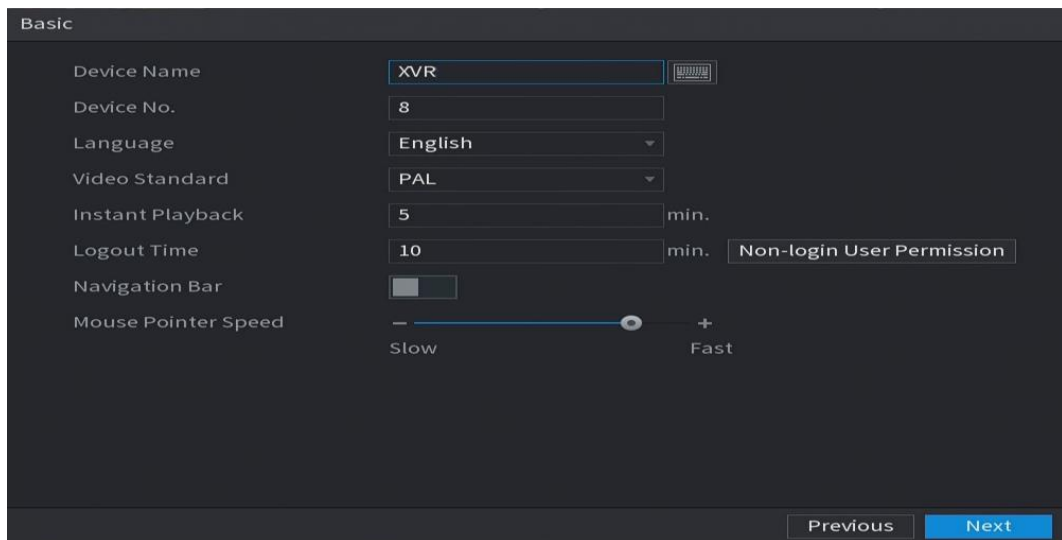 Basic
Device Name XVR
Device No. 8
Language English
Video Standard PAL
Instant Playback 5 min.
Logout Time 10 min. Non-login User Permission
Navigation Bar
Mouse Pointer Speed
Slow Fast
Previous Next